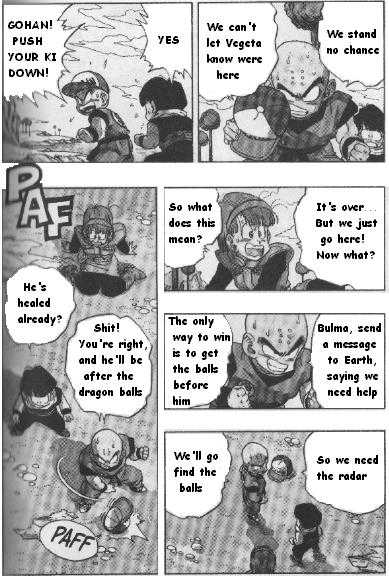 GOHAN!
PUSH
YOUR KI
DOWN!
YES
We can't
let Vegeta
know were
here
We stand
no chance
PAF
He's
healed
already?
Shit!
You're right,
and he'll be
after the
dragon balls
PAFF
So what
does this
mean?
It's over...
But we just
go here!
Now what?
The only
way to win
is to get
the balls
before
him
Bulma, send
a message
to Earth,
saying we
need help
We'll go
find the
balls
So we need
the radar